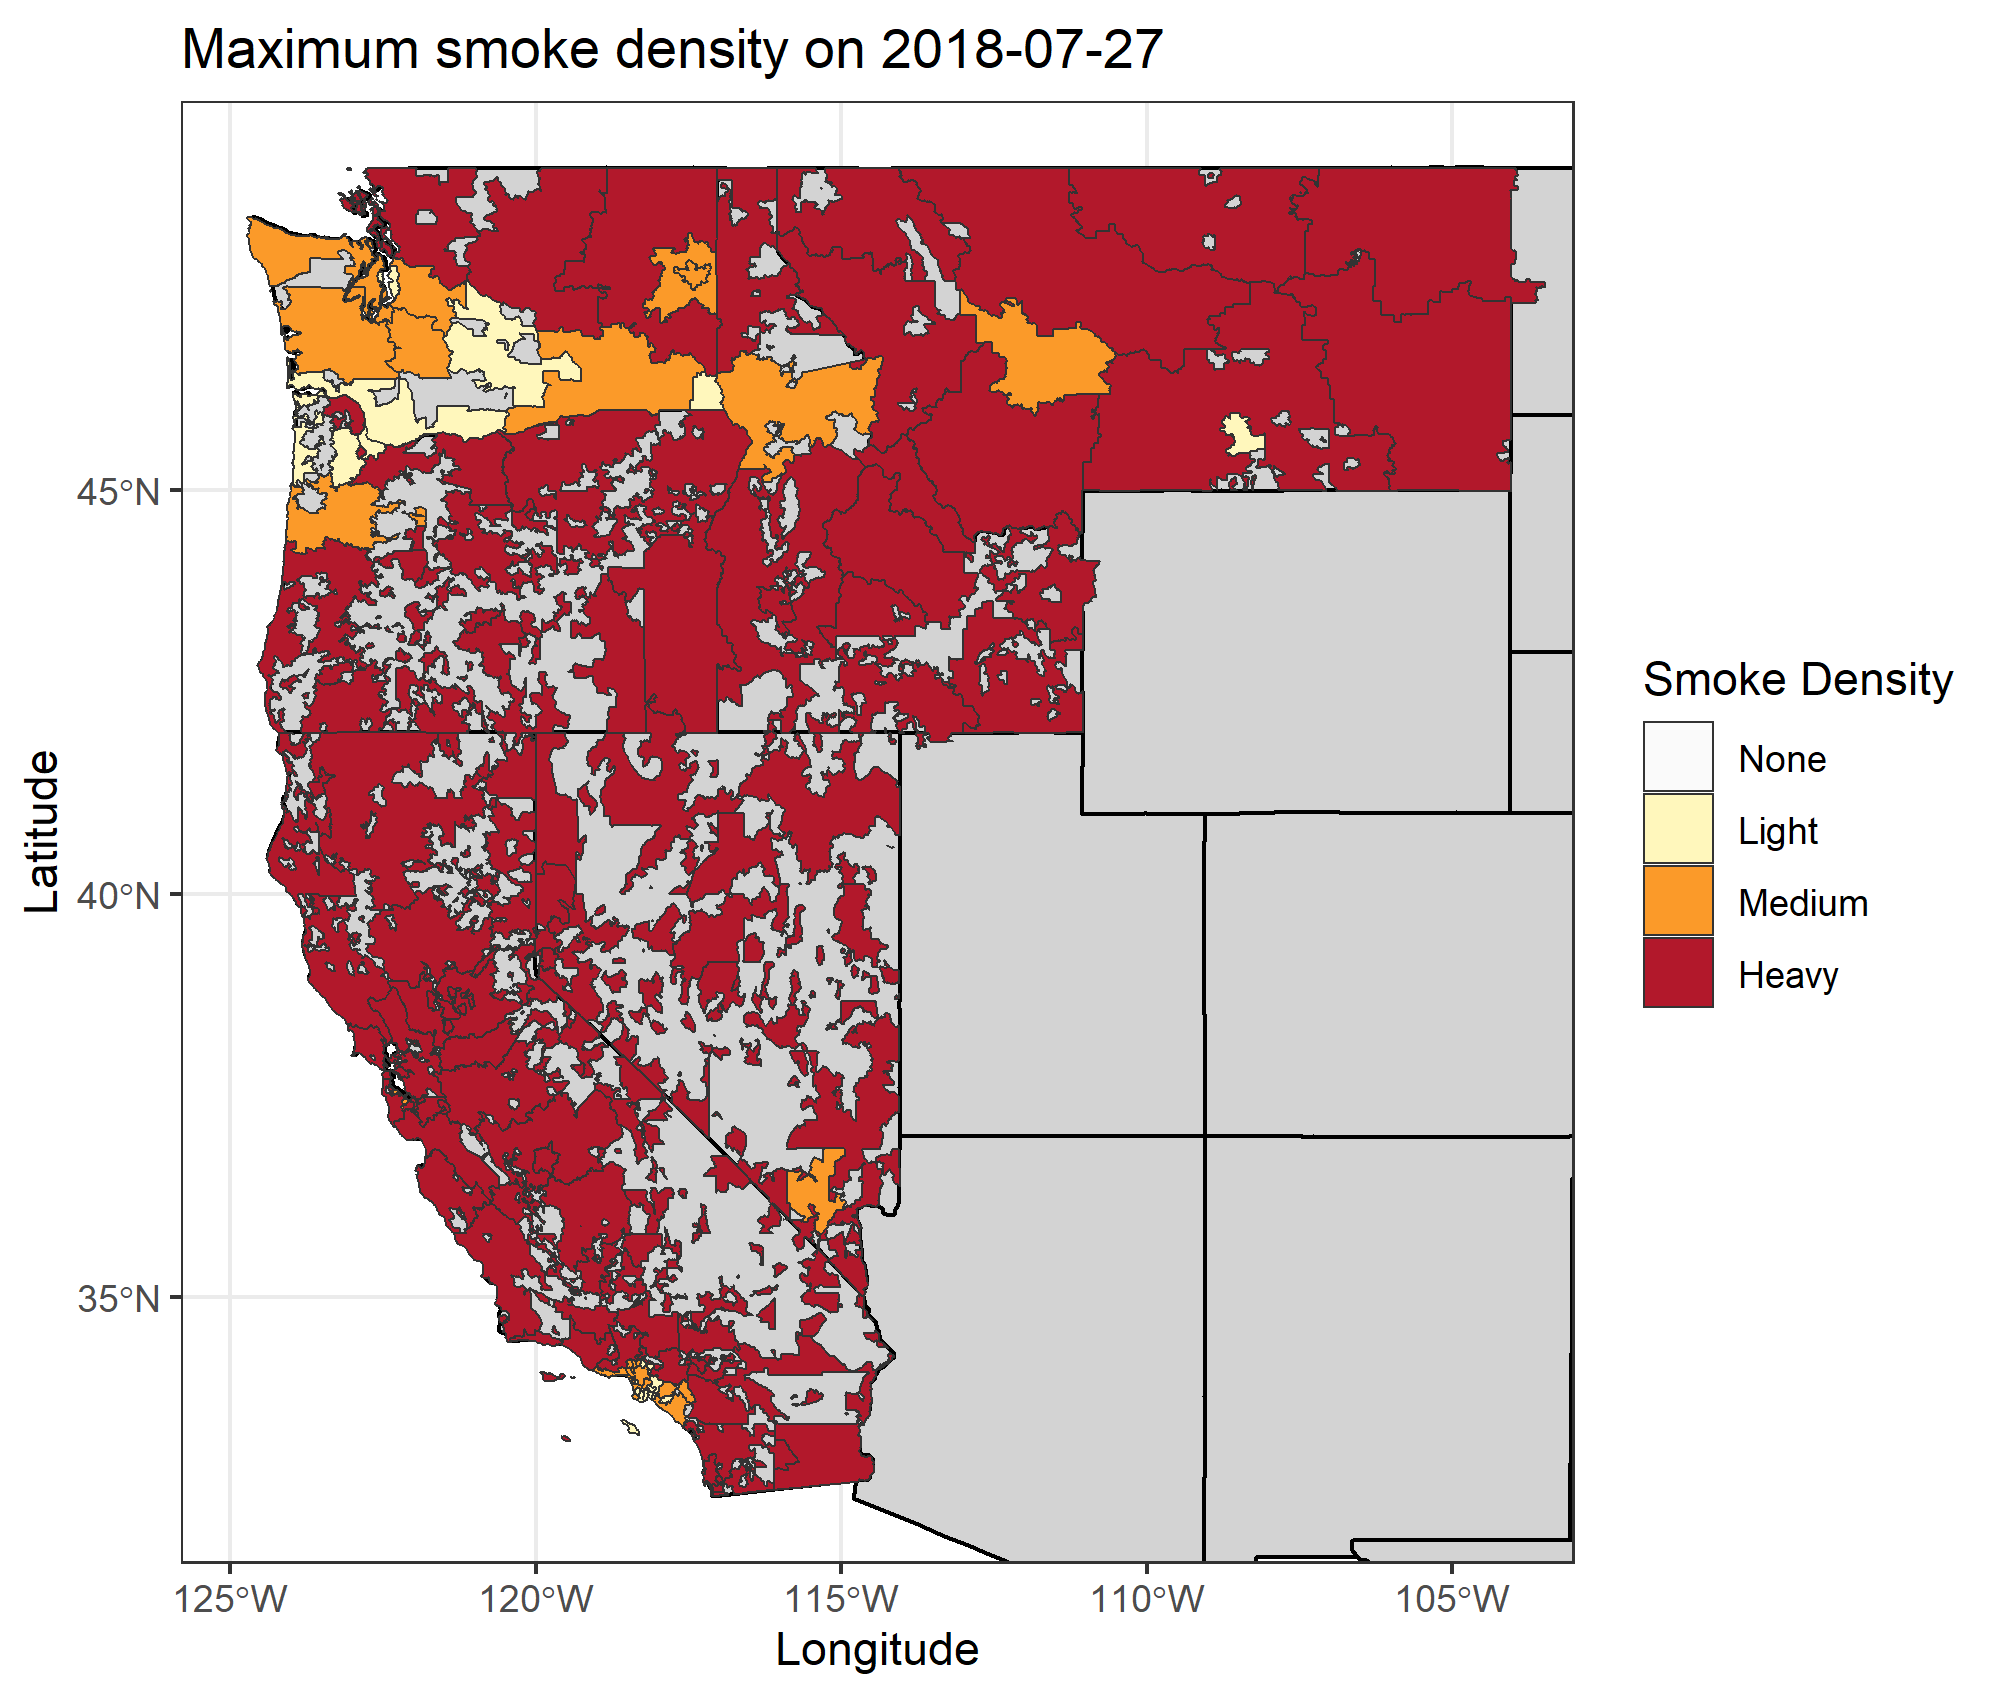 Maximum smoke density on 2018-07-27
45°N
40°N
35°N
Latitude
125°W
120°W
115°W
110°W
105°W
Longitude
Smoke Density
None
Light
Medium
Heavy